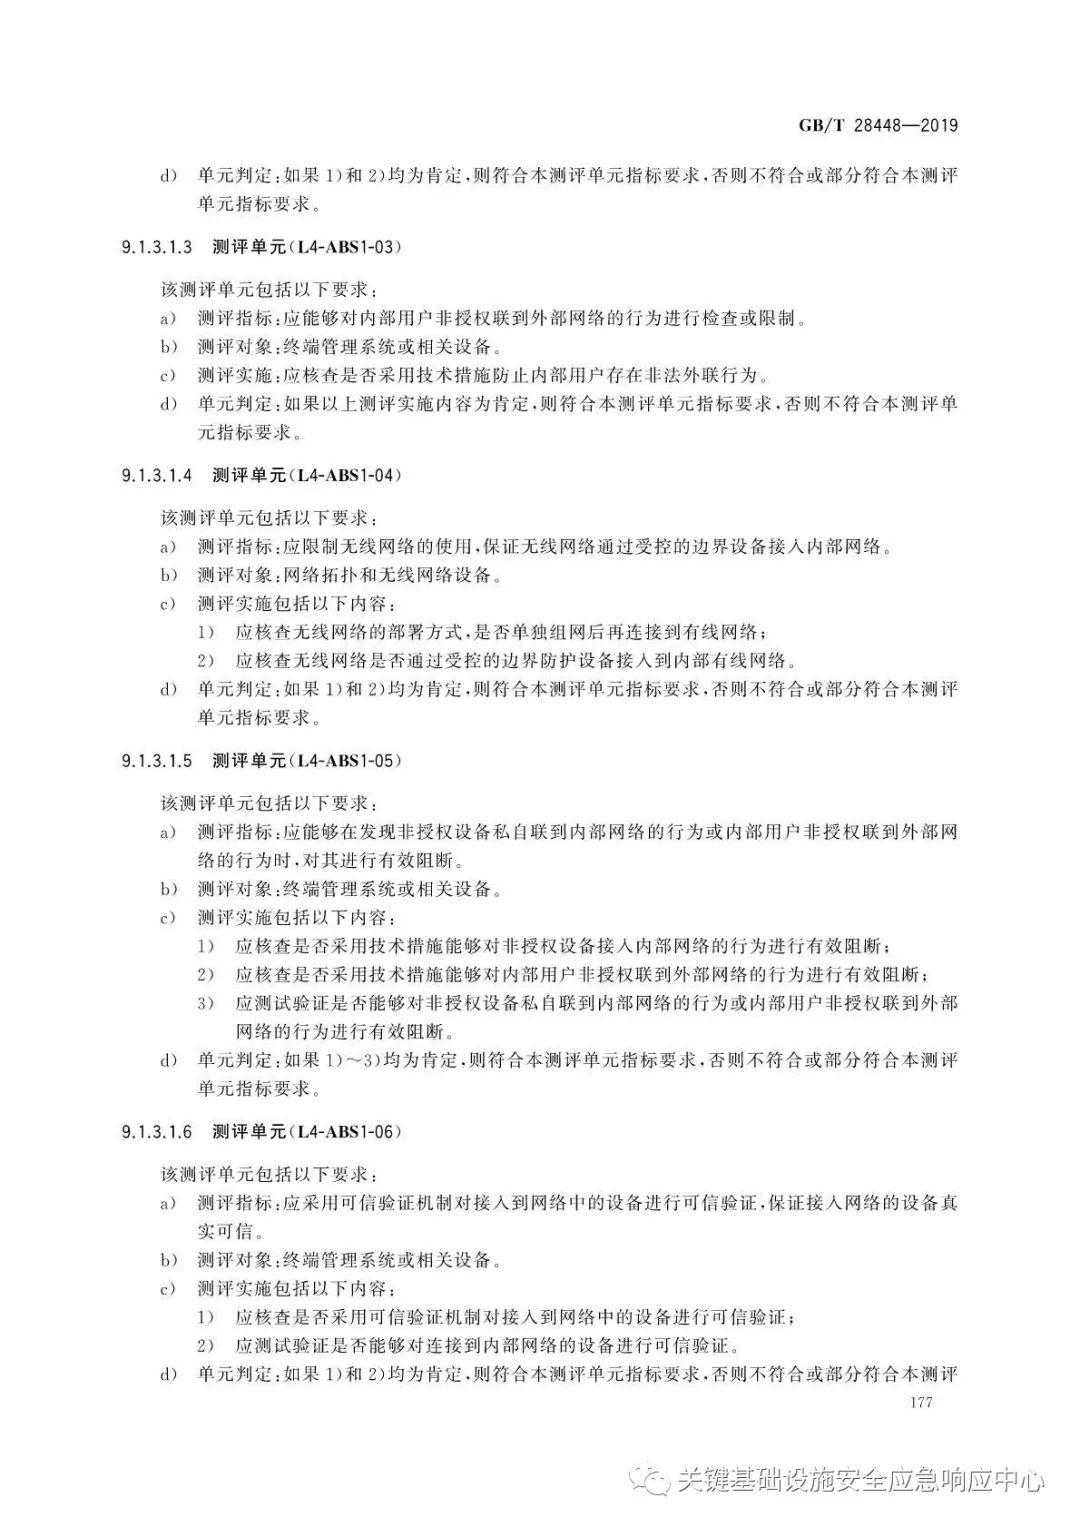 GB/T 28448—2019
d) 单元判定:如果 1)和 2)均为肯定,则符合本测评单元指标要求,否则不符合或部分符合本测评
单元指标要求。
9.1.3.1.3 测评单元(L4-ABS1-03)
该测评单元包括以下要求:
a) 测评指标:应能够对内部用户非授权联到外部网络的行为进行检查或限制。
b) 测评对象:终端管理系统或相关设备。
c) 测评实施:应核查是否采用技术措施防止内部用户存在非法外联行为。
d) 单元判定:如果以上测评实施内容为肯定,则符合本测评单元指标要求,否则不符合本测评单
元指标要求。
9.1.3.1.4 测评单元(L4-ABS1-04)
该测评单元包括以下要求:
a) 测评指标:应限制无线网络的使用,保证无线网络通过受控的边界设备接入内部网络。
b) 测评对象:网络拓扑和无线网络设备。
c) 测评实施包括以下内容:
1) 应核查无线网络的部署方式,是否单独组网后再连接到有线网络;
2) 应核查无线网络是否通过受控的边界防护设备接入到内部有线网络。
d) 单元判定:如果 1)和 2)均为肯定,则符合本测评单元指标要求,否则不符合或部分符合本测评
单元指标要求。
9.1.3.1.5 测评单元(L4-ABS1-05)
该测评单元包括以下要求:
a) 测评指标:应能够在发现非授权设备私自联到内部网络的行为或内部用户非授权联到外部网
络的行为时,对其进行有效阻断。
b) 测评对象:终端管理系统或相关设备。
c) 测评实施包括以下内容:
1) 应核查是否采用技术措施能够对非授权设备接入内部网络的行为进行有效阻断;
2) 应核查是否采用技术措施能够对内部用户非授权联到外部网络的行为进行有效阻断;
3) 应测试验证是否能够对非授权设备私自联到内部网络的行为或内部用户非授权联到外部
网络的行为进行有效阻断。
d) 单元判定:如果 1)～3)均为肯定,则符合本测评单元指标要求,否则不符合或部分符合本测评
单元指标要求。
9.1.3.1.6 测评单元(L4-ABS1-06)
该测评单元包括以下要求:
a) 测评指标:应采用可信验证机制对接入到网络中的设备进行可信验证,保证接入网络的设备真
实可信。
b) 测评对象:终端管理系统或相关设备。
c) 测评实施包括以下内容:
1) 应核查是否采用可信验证机制对接入到网络中的设备进行可信验证;
2) 应测试验证是否能够对连接到内部网络的设备进行可信验证。
d) 单元判定:如果 1)和 2)均为肯定,则符合本测评单元指标要求,否则不符合或部分符合本测评
177
关键基础设施安全应急响应中心